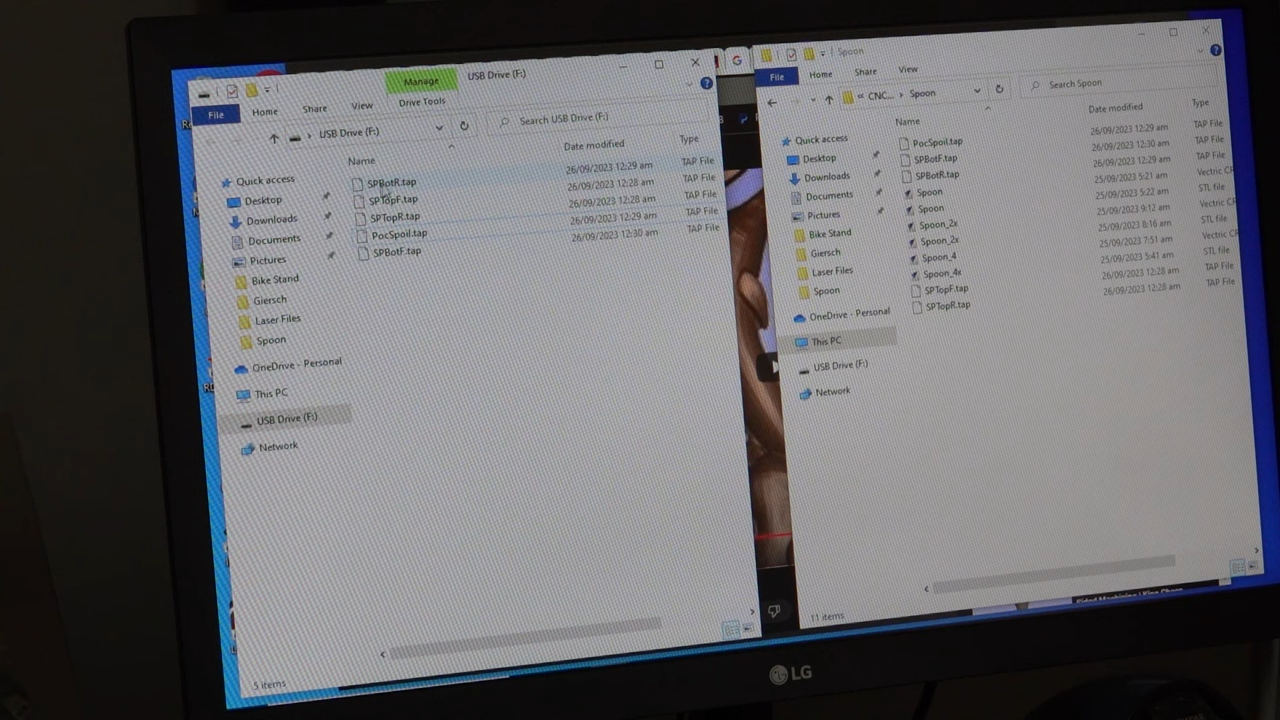 Manage
USB Drive (F:)
File
Home
Share
View
Drive Tools
USB Drive (F:)
Search USB Drive (F:)
Name
Date modified
Type
SPBotR.tap
26/09/2023 12:29 am
TAP File
SPTopF.tap
26/09/2023 12:28 am
TAP File
SPTopR.tap
26/09/2023 12:28 am
TAP File
PocSpoil.tap
26/09/2023 12:29 am
TAP File
SPBotF.tap
26/09/2023 12:30 am
TAP File
Quick access
Desktop
Downloads
Documents
Pictures
Bike Stand
Giersch
Laser Files
Spoon
OneDrive - Personal
This PC
USB Drive (F:)
Network
5 items
Spoon
File
Home
Share
View
« CNC...
Spoon
Search Spoon
Name
Date modified
Type
PocSpoil.tap
26/09/2023 12:29 am
TAP File
SPBotF.tap
26/09/2023 12:30 am
TAP File
SPBotR.tap
26/09/2023 12:29 am
TAP File
Spoon
25/09/2023 5:21 am
Vectric CR
Spoon
25/09/2023 5:22 am
STL file
Spoon_2x
25/09/2023 9:12 am
Vectric CR
Spoon_2x
25/09/2023 8:16 am
STL file
Spoon_4
25/09/2023 7:51 am
Vectric CR
Spoon_4x
25/09/2023 5:41 am
STL file
SPTopF.tap
26/09/2023 12:28 am
TAP File
SPTopR.tap
26/09/2023 12:28 am
TAP File
Quick access
Desktop
Downloads
Documents
Pictures
Bike Stand
Giersch
Laser Files
Spoon
OneDrive - Personal
This PC
USB Drive (F:)
Network
11 items
LG